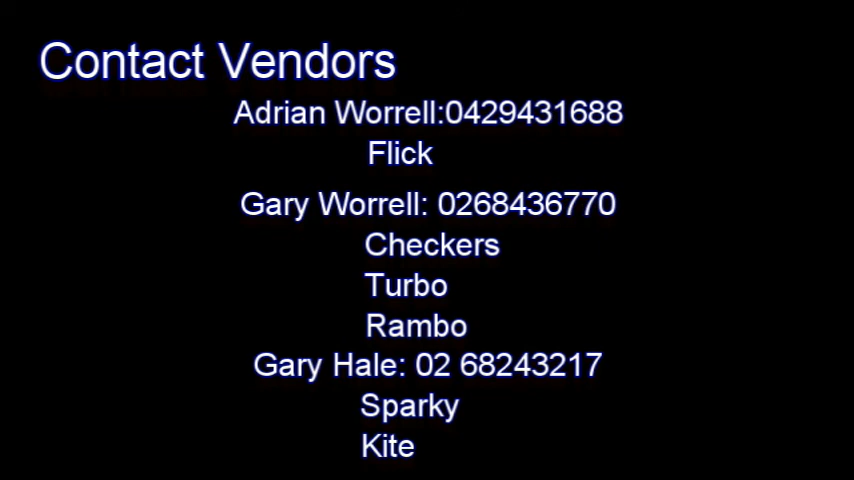 Contact Vendors
Adrian Worrell:0429431688
Flick
Gary Worrell: 0268436770
Checkers
Turbo
Rambo
Gary Hale: 02 68243217
Sparky
Kite